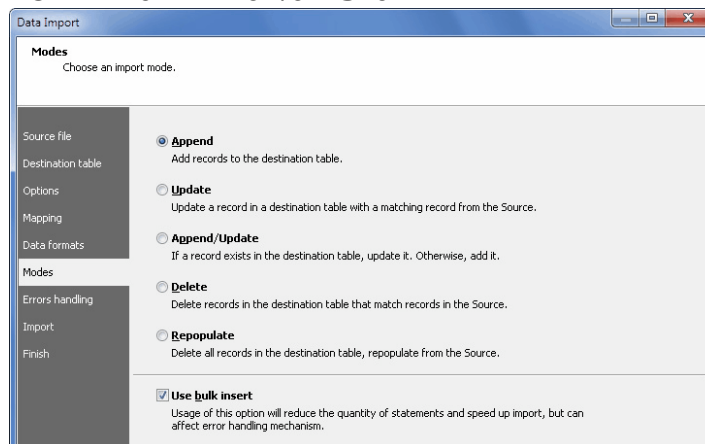 Data Import
Modes
Choose an import mode.
Source file
Destination table
Options
Mapping
Data formats
Modes
Errors handling
Import
Finish
Append
Add records to the destination table.
Update
Update a record in a destination table with a matching record from the Source.
Append/Update
If a record exists in the destination table, update it. Otherwise, add it.
Delete
Delete records in the destination table that match records in the Source.
Repopulate
Delete all records in the destination table, repopulate from the Source.
Use bulk insert
Usage of this option will reduce the quantity of statements and speed up import, but can
affect error handling mechanism.